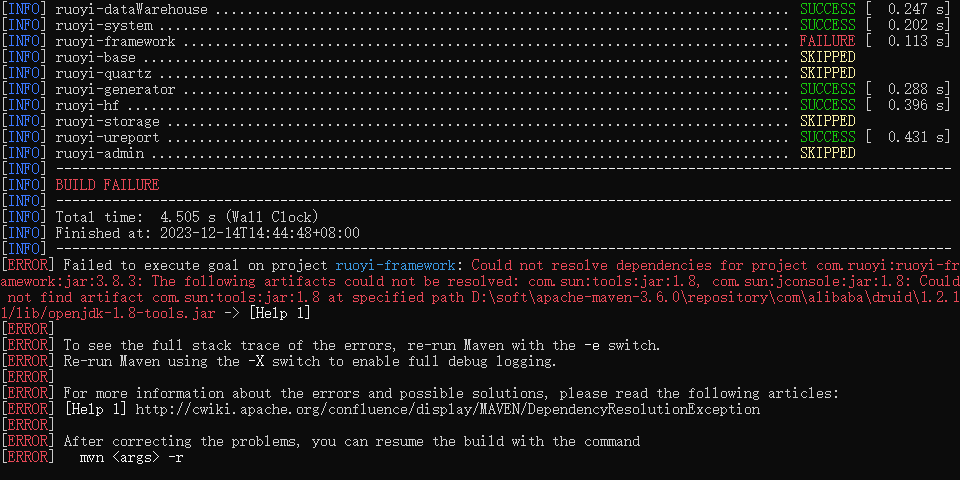 [INFO] ruoyi-dataWarehouse .................................................................. SUCCESS [  0.247 s]
[INFO] ruoyi-system ......................................................................... SUCCESS [  0.202 s]
[INFO] ruoyi-framework ...................................................................... FAILURE [  0.113 s]
[INFO] ruoyi-base ........................................................................... SKIPPED
[INFO] ruoyi-quartz ......................................................................... SKIPPED
[INFO] ruoyi-generator ...................................................................... SUCCESS [  0.288 s]
[INFO] ruoyi-hf ............................................................................. SUCCESS [  0.396 s]
[INFO] ruoyi-storage ........................................................................ SKIPPED
[INFO] ruoyi-ureport ........................................................................ SUCCESS [  0.431 s]
[INFO] ruoyi-admin .......................................................................... SKIPPED
[INFO] ------------------------------------------------------------------------------------------------
[INFO] BUILD FAILURE
[INFO] ------------------------------------------------------------------------------------------------
[INFO] Total time:  4.505 s (Wall Clock)
[INFO] Finished at: 2023-12-14T14:44:48+08:00
[INFO] ------------------------------------------------------------------------------------------------
[ERROR] Failed to execute goal on project ruoyi-framework: Could not resolve dependencies for project com.ruoyi:ruoyi-fr
amework:jar:3.8.3: The following artifacts could not be resolved: com.sun:tools:jar:1.8, com.sun:jconsole:jar:1.8: Could
 not find artifact com.sun:tools:jar:1.8 at specified path D:\soft\apache-maven-3.6.0\repository\com\alibaba\druid\1.2.1
1/lib/openjdk-1.8-tools.jar -> [Help 1]
[ERROR]
[ERROR] To see the full stack trace of the errors, re-run Maven with the -e switch.
[ERROR] Re-run Maven using the -X switch to enable full debug logging.
[ERROR]
[ERROR] For more information about the errors and possible solutions, please read the following articles:
[ERROR] [Help 1] http://cwiki.apache.org/confluence/display/MAVEN/DependencyResolutionException
[ERROR]
[ERROR] After correcting the problems, you can resume the build with the command
[ERROR]   mvn <args> -r